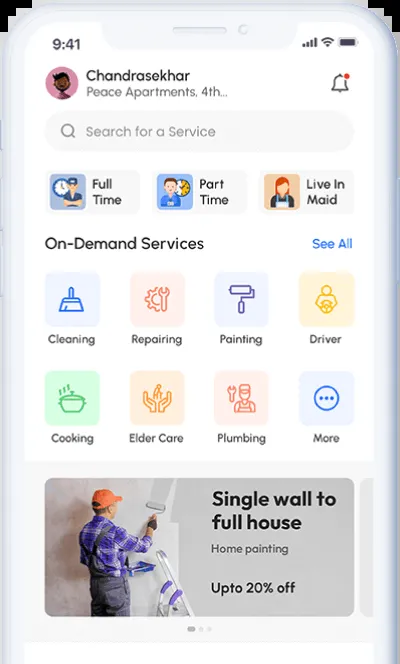 9:41
Chandrasekhar
Peace Apartments, 4th...
Search for a Service
Full
Time
Part
Time
Live In
Maid
On-Demand Services
See All
Cleaning
Repairing
Painting
Driver
Cooking
Elder Care
Plumbing
More
Single wall to
full house
Home painting
Upto 20% off